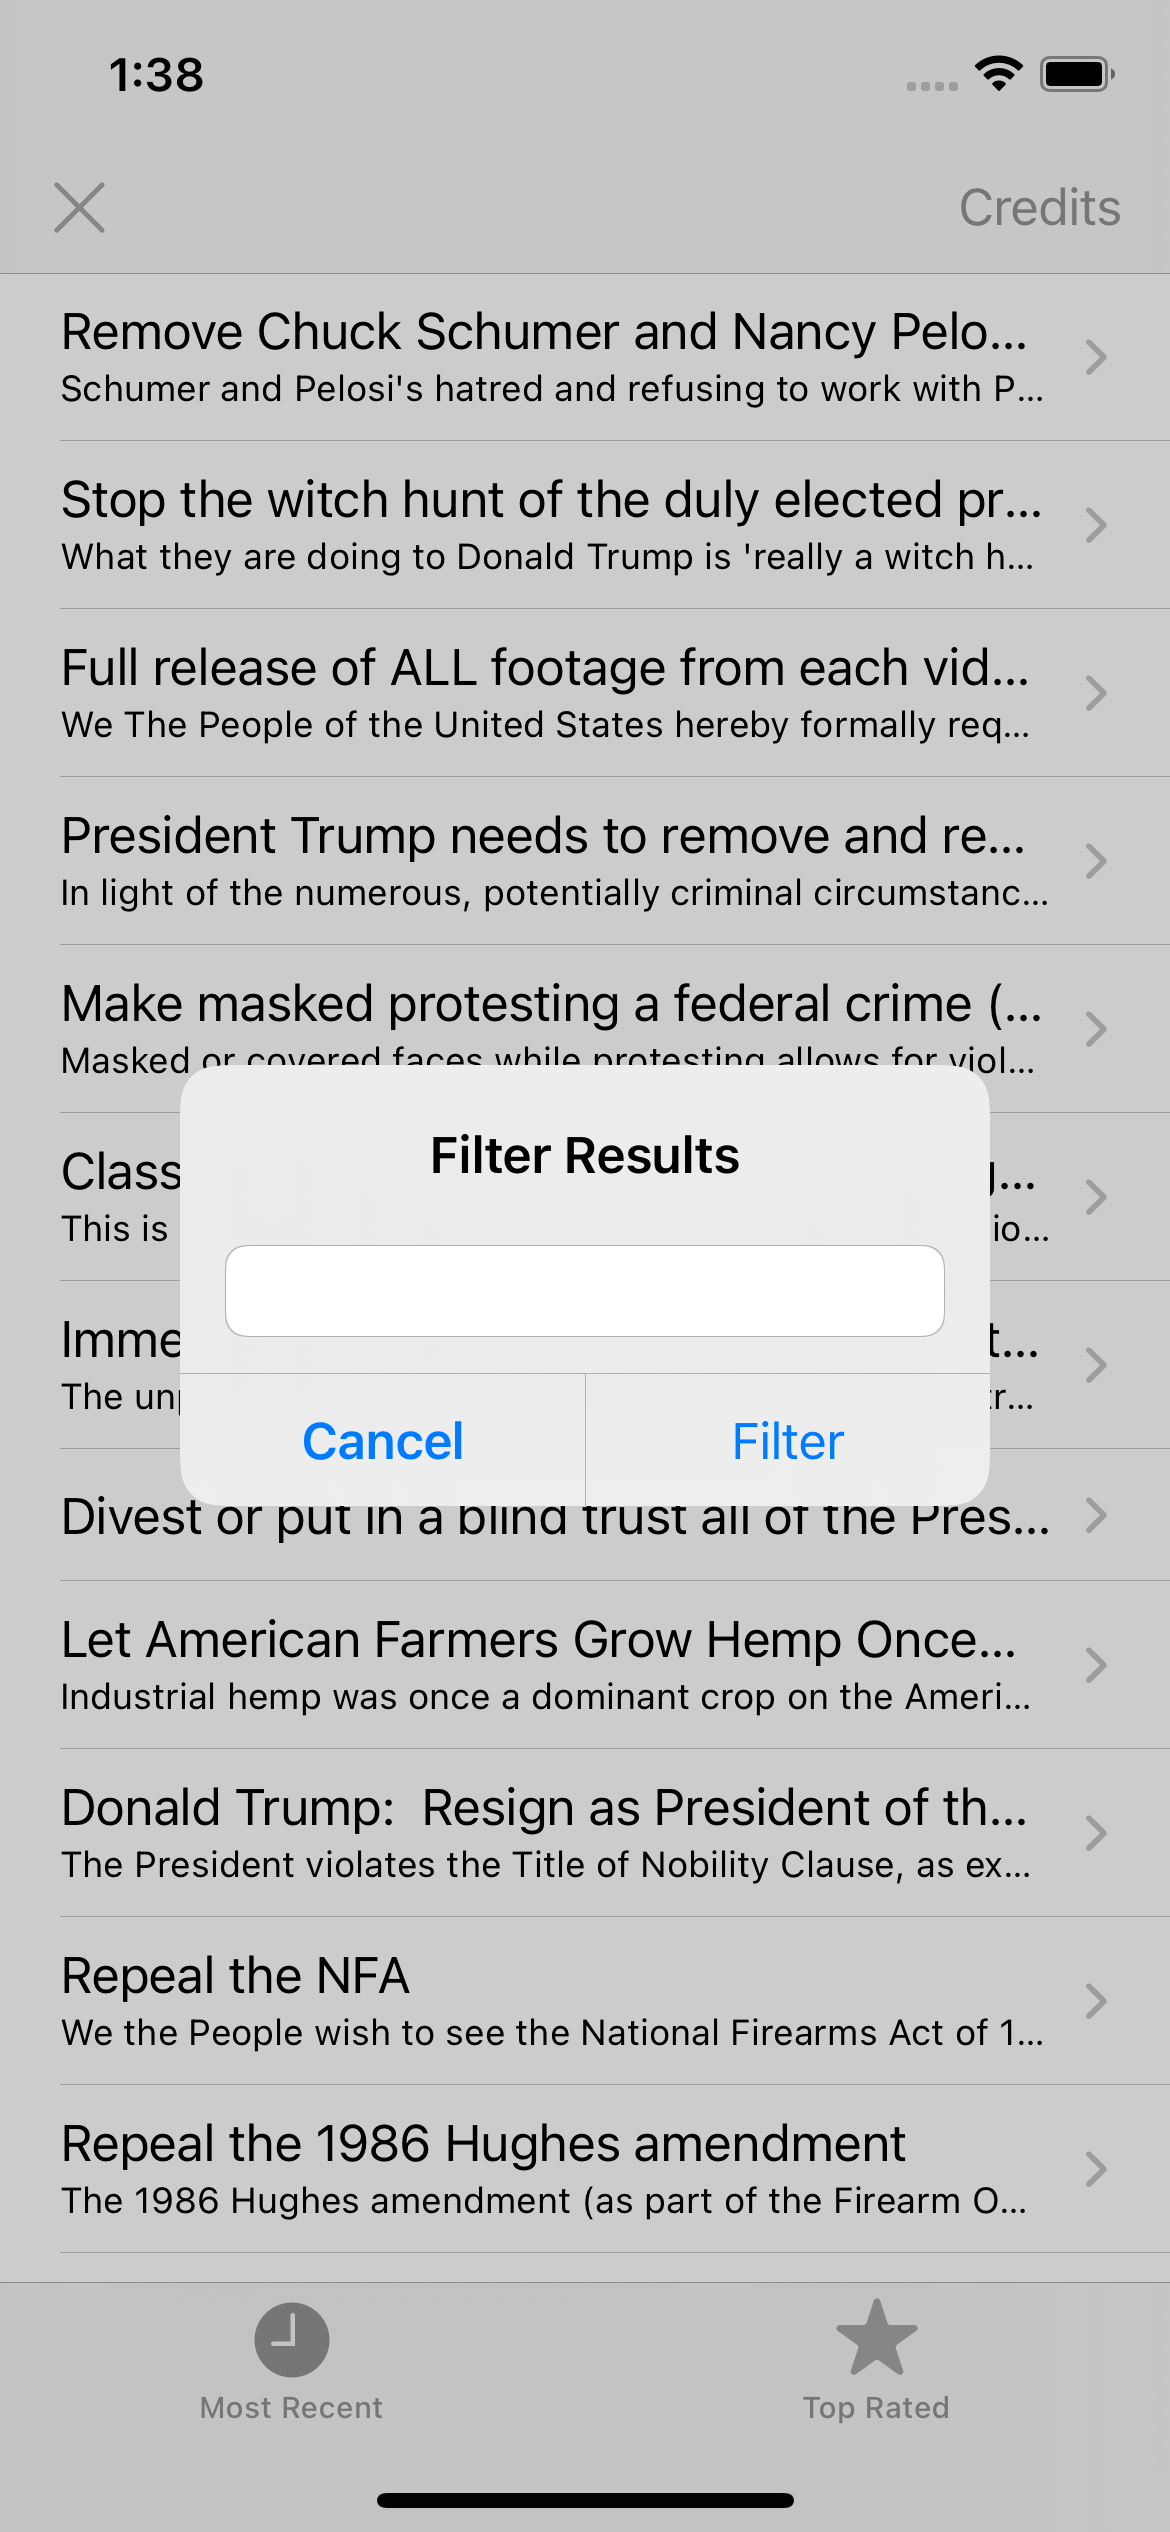 1:38
Credits
Remove Chuck Schumer and Nancy Pelo...
Schumer and Pelosi's hatred and refusing to work with P...
Stop the witch hunt of the duly elected pr...
What they are doing to Donald Trump is 'really a witch h...
Full release of ALL footage from each vid...
We The People of the United States hereby formally req...
President Trump needs to remove and re...
In light of the numerous, potentially criminal circumstanc...
Make masked protesting a federal crime (...
Masked or covered faces while protesting allows for viol...
Filter Results
Class
This is
Imme
The
Cancel
Filter
Divest or put in a blind trust all of the Pres...
Let American Farmers Grow Hemp Once...
Industrial hemp was once a dominant crop on the Ameri...
Donald Trump:  Resign as President of th...
The President violates the Title of Nobility Clause, as ex...
Repeal the NFA
We the People wish to see the National Firearms Act of 1...
Repeal the 1986 Hughes amendment
The 1986 Hughes amendment (as part of the Firearm O...
Most Recent
Top Rated